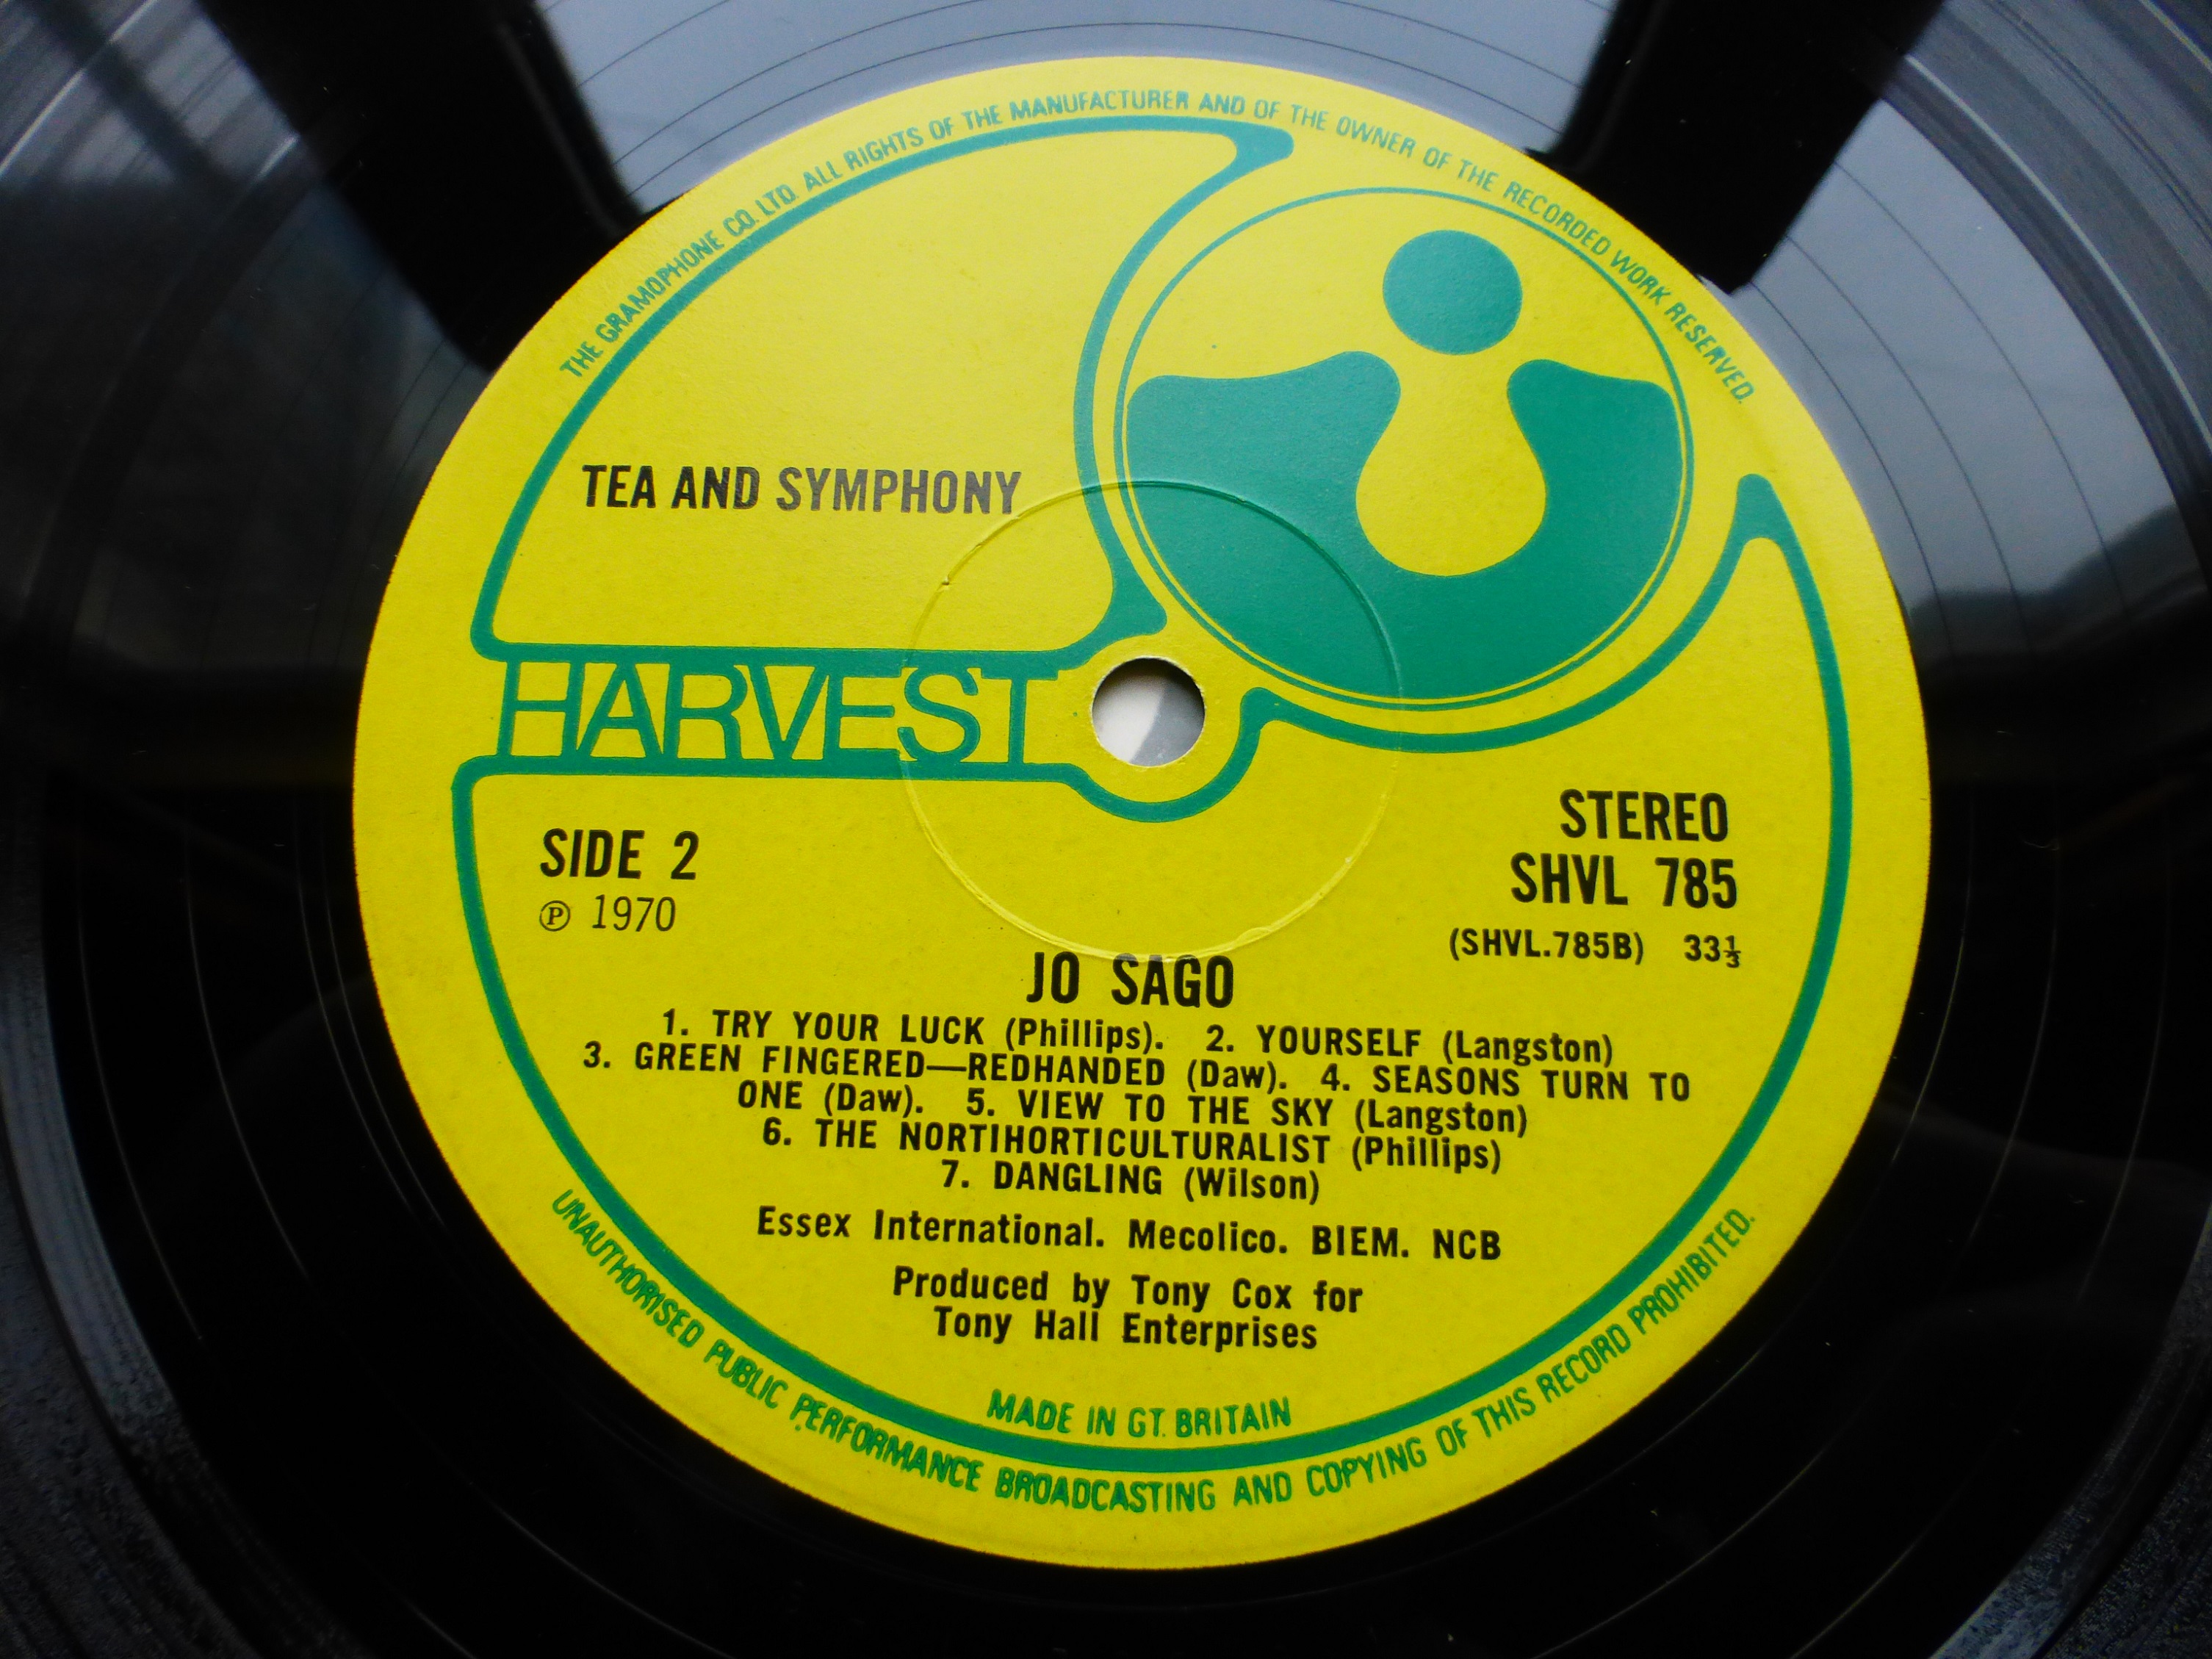 THE GRAMOPHONE CO. LTD. ALL RIGHTS OF THE MANUFACTURER AND OF THE OWNER OF THE RECORDED WORK RESERVED.
TEA AND SYMPHONY
HARVEST
SIDE 2
℗ 1970
STEREO
SHVL 785
(SHVL.785B) 33⅓
JO SAGO
1. TRY YOUR LUCK (Phillips). 2. YOURSELF (Langston)
3. GREEN FINGERED—REDHANDED (Daw). 4. SEASONS TURN TO
ONE (Daw). 5. VIEW TO THE SKY (Langston)
6. THE NORTIHORTICULTURALIST (Phillips)
7. DANGLING (Wilson)
Essex International. Mecolico. BIEM. NCB
Produced by Tony Cox for
Tony Hall Enterprises
MADE IN GT. BRITAIN
UNAUTHORISED PUBLIC PERFORMANCE BROADCASTING AND COPYING OF THIS RECORD PROHIBITED.